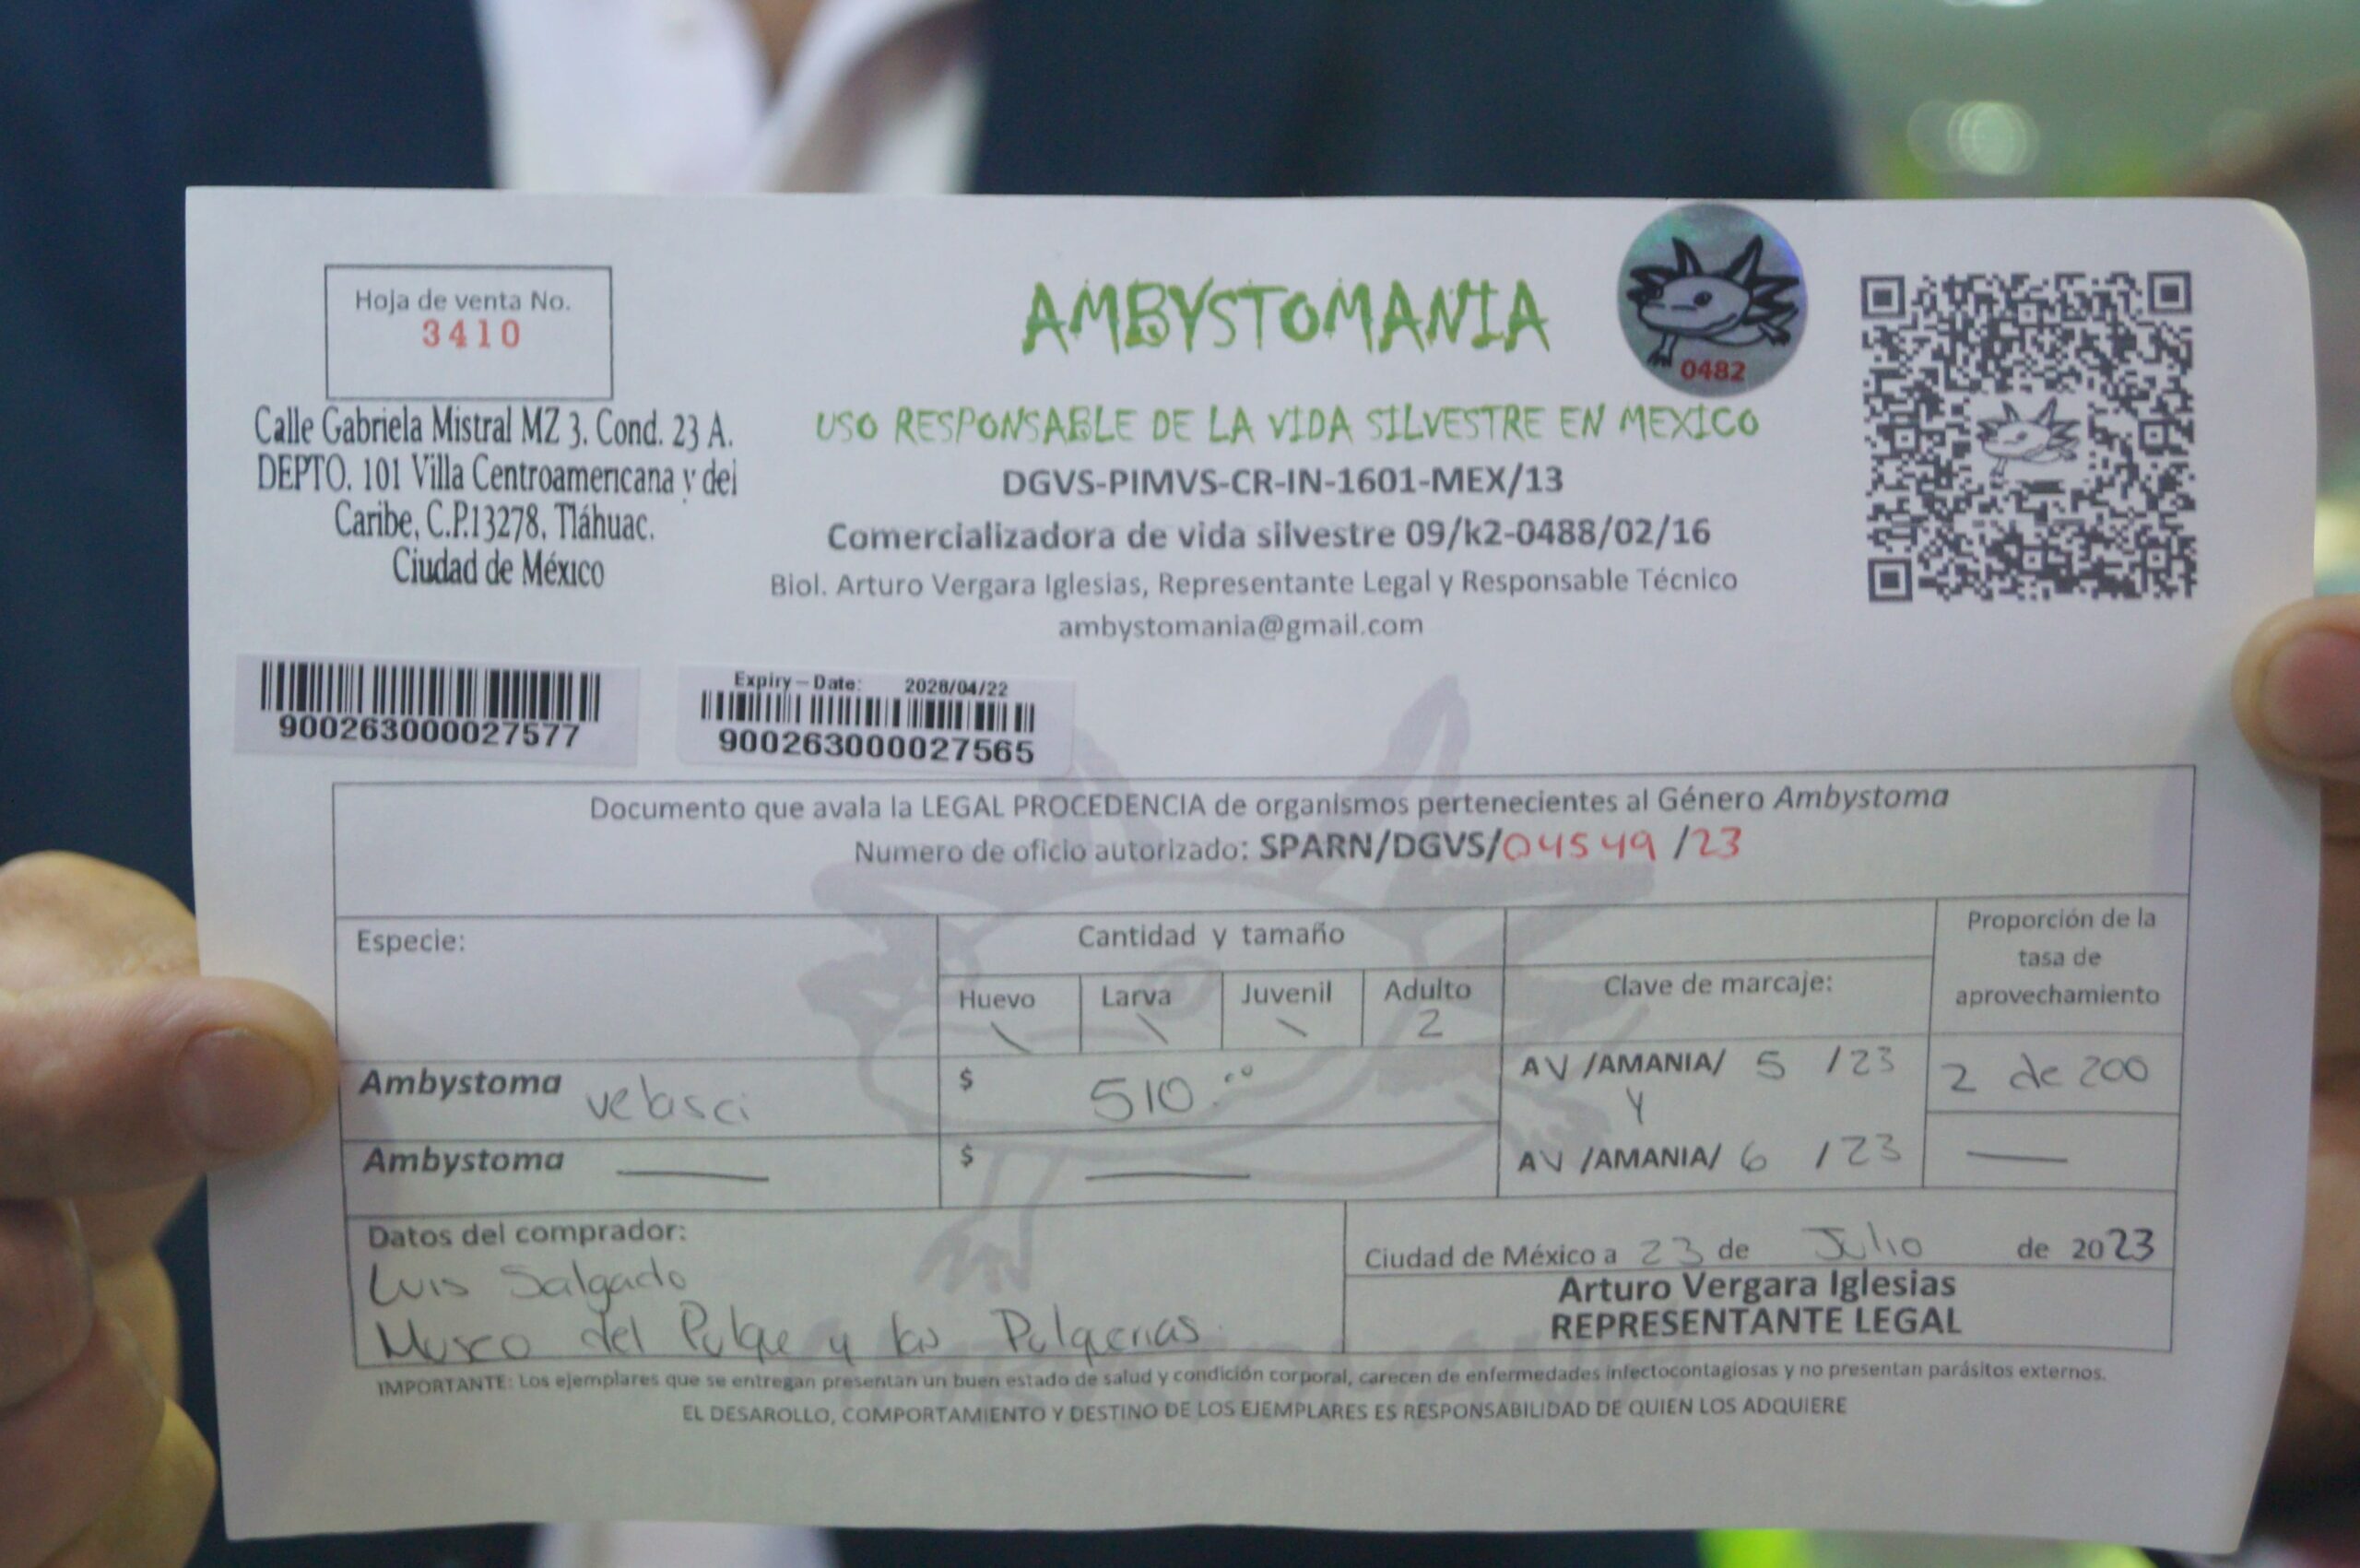 Hoja de venta No.
3410
Calle Gabriela Mistral MZ 3. Cond. 23 A.
DEPTO. 101 Villa Centroamericana y del
Caribe, C.P.13278. Tláhuac.
Ciudad de México
AMBYSTOMANIA
0482
USO RESPONSABLE DE LA VIDA SILVESTRE EN MEXICO
DGVS-PIMVS-CR-IN-1601-MEX/13
Comercializadora de vida silvestre 09/k2-0488/02/16
Biol. Arturo Vergara Iglesias, Representante Legal y Responsable Técnico
ambystomania@gmail.com
900263000027577
Expiry-Date: 2028/04/22
900263000027565
Documento que avala la LEGAL PROCEDENCIA de organismos pertenecientes al Género Ambystoma
Numero de oficio autorizado: SPARN/DGVS/04549/23
Especie:
Cantidad y tamaño
Huevo Larva Juvenil Adulto
\ \ \ 2
Clave de marcaje:
Proporción de la
tasa de
aprovechamiento
Ambystoma velasci $ 510.00 AV /AMANIA/ 5 /23 2 de 200
Y
Ambystoma —— $ —— AV /AMANIA/ 6 /23 ——
Datos del comprador:
Luis Salgado
Museo del Pulque y las Pulquerias
Ciudad de México a 23 de Julio de 2023
Arturo Vergara Iglesias
REPRESENTANTE LEGAL
AMBYSTOMANIA
IMPORTANTE: Los ejemplares que se entregan presentan un buen estado de salud y condición corporal, carecen de enfermedades infectocontagiosas y no presentan parásitos externos.
EL DESAROLLO, COMPORTAMIENTO Y DESTINO DE LOS EJEMPLARES ES RESPONSABILIDAD DE QUIEN LOS ADQUIERE